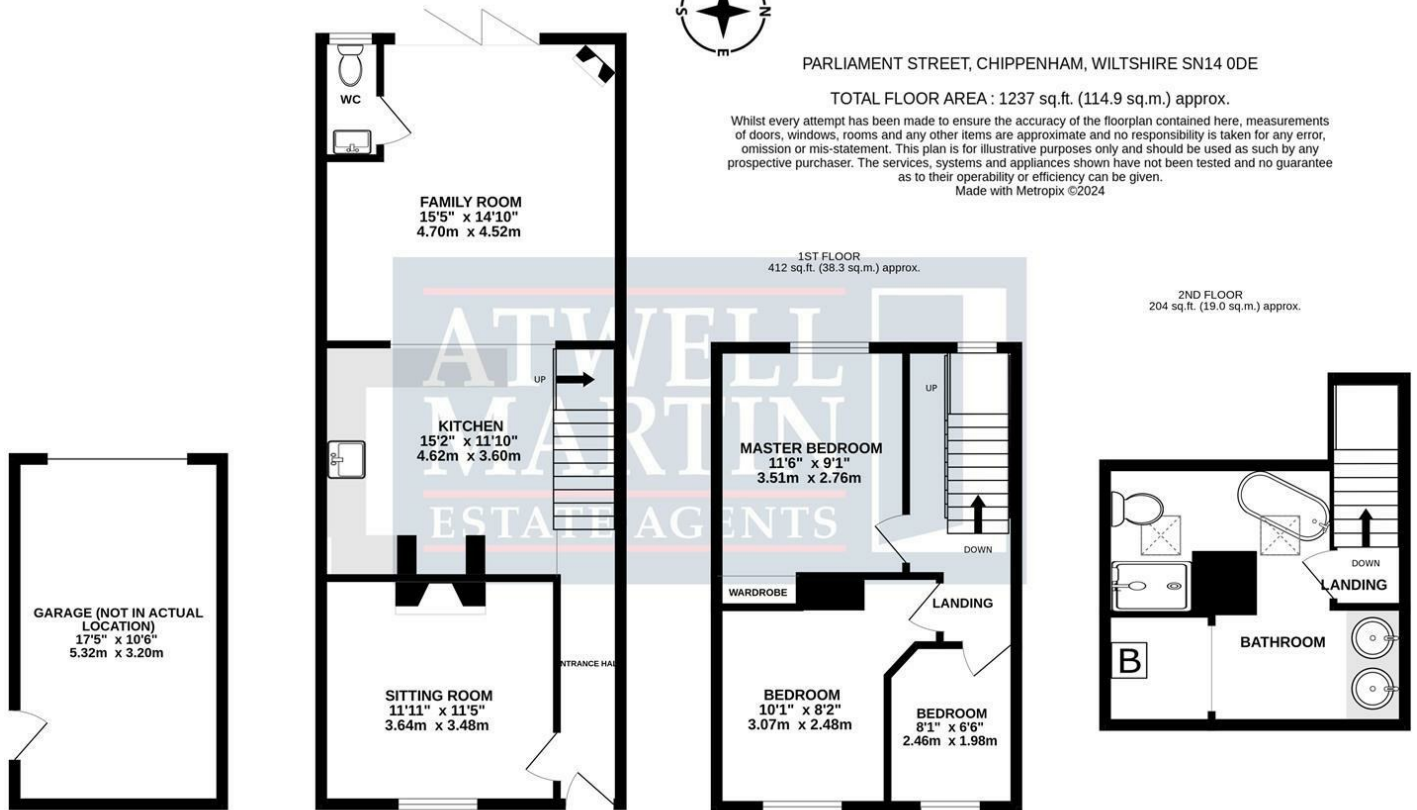 S
N
E
PARLIAMENT STREET, CHIPPENHAM, WILTSHIRE SN14 0DE
TOTAL FLOOR AREA : 1237 sq.ft. (114.9 sq.m.) approx.
Whilst every attempt has been made to ensure the accuracy of the floorplan contained here, measurements
of doors, windows, rooms and any other items are approximate and no responsibility is taken for any error,
omission or mis-statement. This plan is for illustrative purposes only and should be used as such by any
prospective purchaser. The services, systems and appliances shown have not been tested and no guarantee
as to their operability or efficiency can be given.
Made with Metropix ©2024
WC
FAMILY ROOM
15'5" x 14'10"
4.70m x 4.52m
1ST FLOOR
412 sq.ft. (38.3 sq.m.) approx.
2ND FLOOR
204 sq.ft. (19.0 sq.m.) approx.
ATWELL
MARTIN
ESTATE AGENTS
UP
KITCHEN
15'2" x 11'10"
4.62m x 3.60m
UP
MASTER BEDROOM
11'6" x 9'1"
3.51m x 2.76m
DOWN
WARDROBE
LANDING
GARAGE (NOT IN ACTUAL
LOCATION)
17'5" x 10'6"
5.32m x 3.20m
SITTING ROOM
11'11" x 11'5"
3.64m x 3.48m
NTRANCE HAL
BEDROOM
10'1" x 8'2"
3.07m x 2.48m
BEDROOM
8'1" x 6'6"
2.46m x 1.98m
DOWN
LANDING
BATHROOM
B